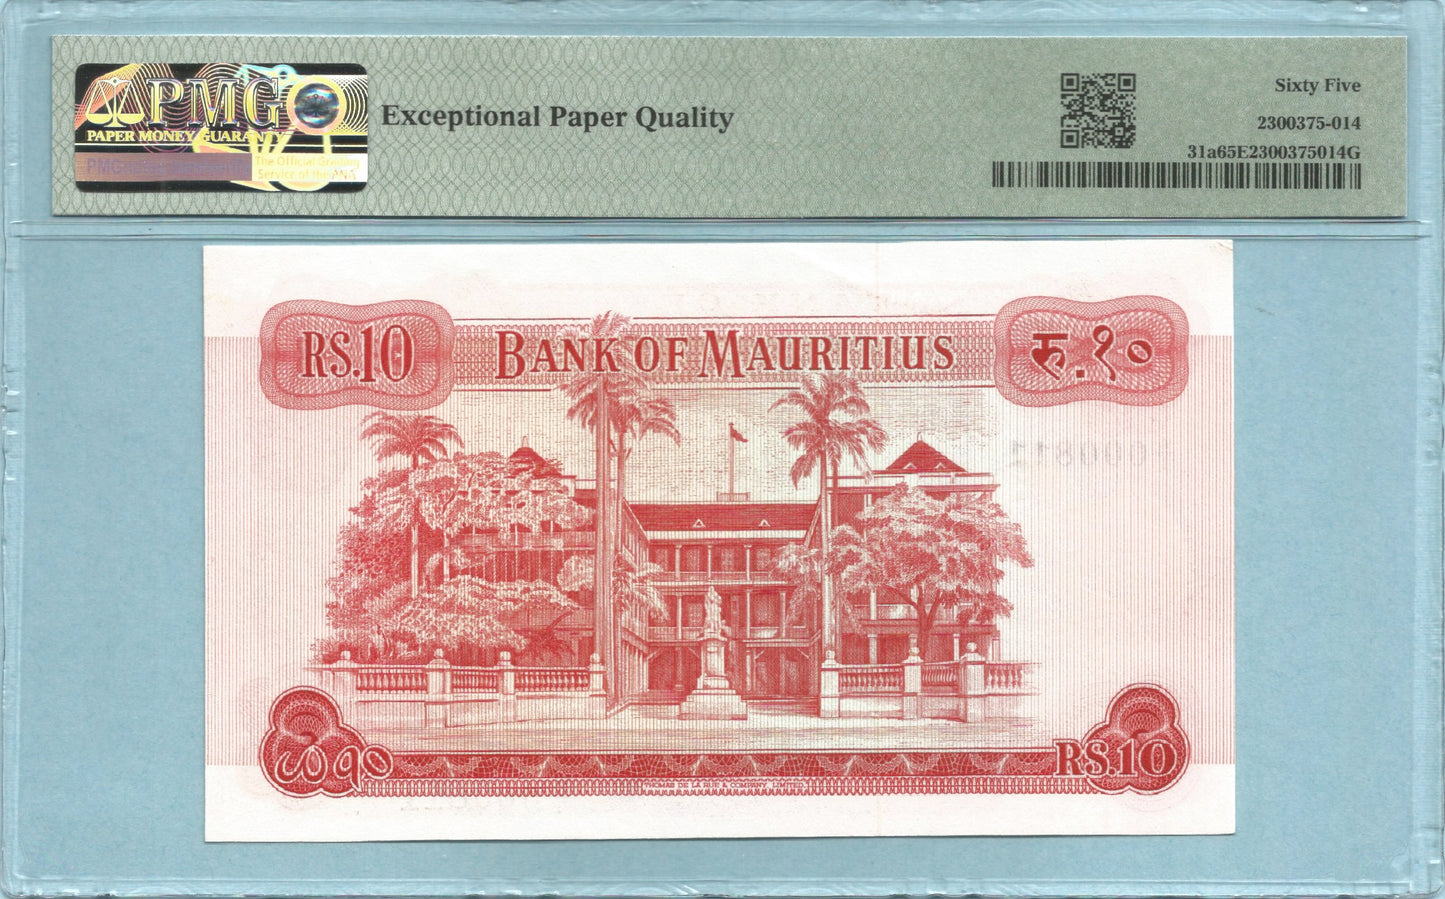 PMG
PAPER MONEY GUARANTY
The Official Grading
Service of the PNA
Exceptional Paper Quality
Sixty Five
2300375-014
31a65E2300375014G
RS.10
BANK OF MAURITIUS
रु.१०
RS.10
THOMAS DE LA RUE & COMPANY, LIMITED.